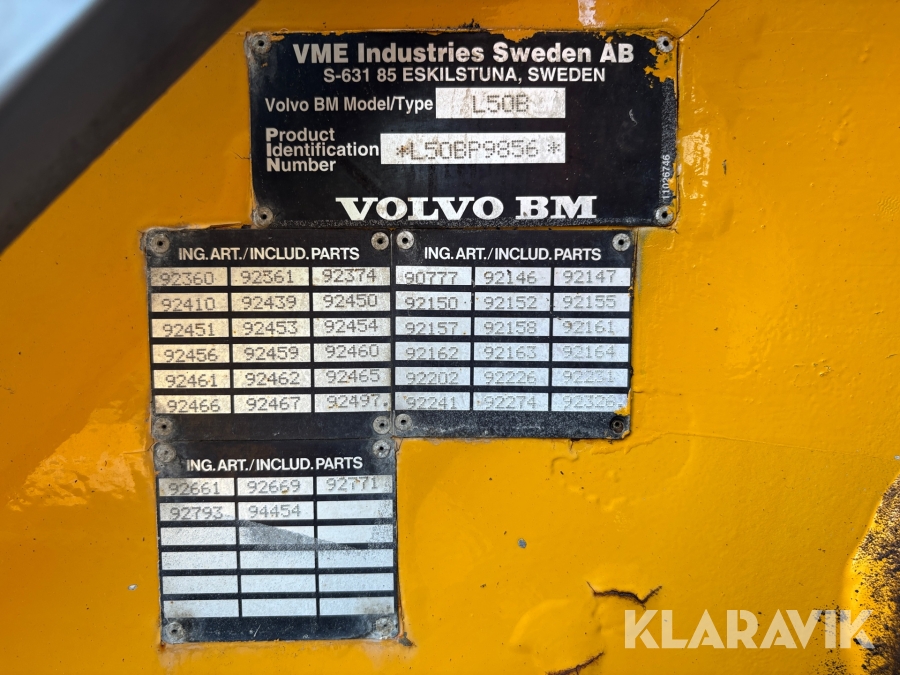 VME Industries Sweden AB
S-631 85 ESKILSTUNA, SWEDEN
Volvo BM Model/Type L50B
Product
Identification *L50BP9856*
Number
11026746
VOLVO BM
ING. ART./INCLUD. PARTS
92360 92361 92374
92410 92439 92450
92451 92453 92454
92456 92459 92460
92461 92462 92465
92466 92467 92497
ING. ART./INCLUD. PARTS
90777 92146 92147
92150 92152 92155
92157 92158 92161
92162 92163 92164
92202 92226 92231
92241 92274 92326
ING. ART./INCLUD. PARTS
92661 92669 92771
92793 94454
KLARAVIK